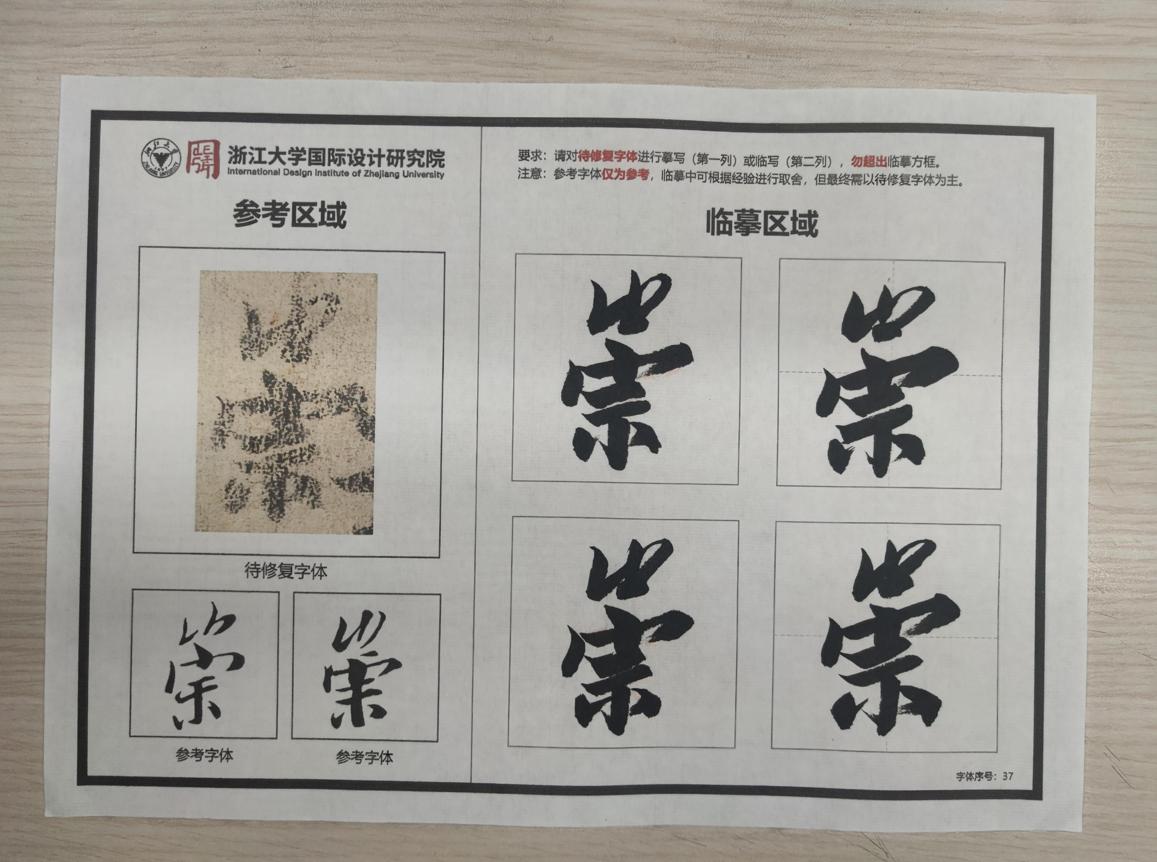 浙江大学国际设计研究院
International Design Institute of Zhejiang University
参考区域
崇
待修复字体
崇
崇
参考字体
参考字体
要求：请对待修复字体进行摹写（第一列）或临写（第二列），勿超出临摹方框。
注意：参考字体仅为参考，临摹中可根据经验进行取舍，但最终需以待修复字体为主。
临摹区域
崇
崇
崇
崇
字体序号：37